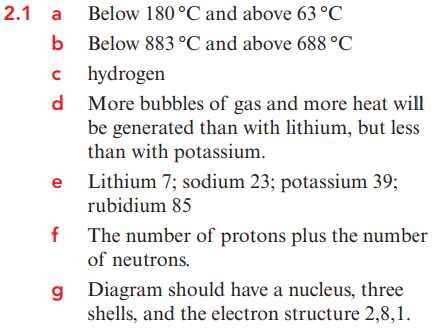 2.1 a Below 180 °C and above 63 °C
b Below 883 °C and above 688 °C
c hydrogen
d More bubbles of gas and more heat will
be generated than with lithium, but less
than with potassium.
e Lithium 7; sodium 23; potassium 39;
rubidium 85
f The number of protons plus the number
of neutrons.
g Diagram should have a nucleus, three
shells, and the electron structure 2,8,1.